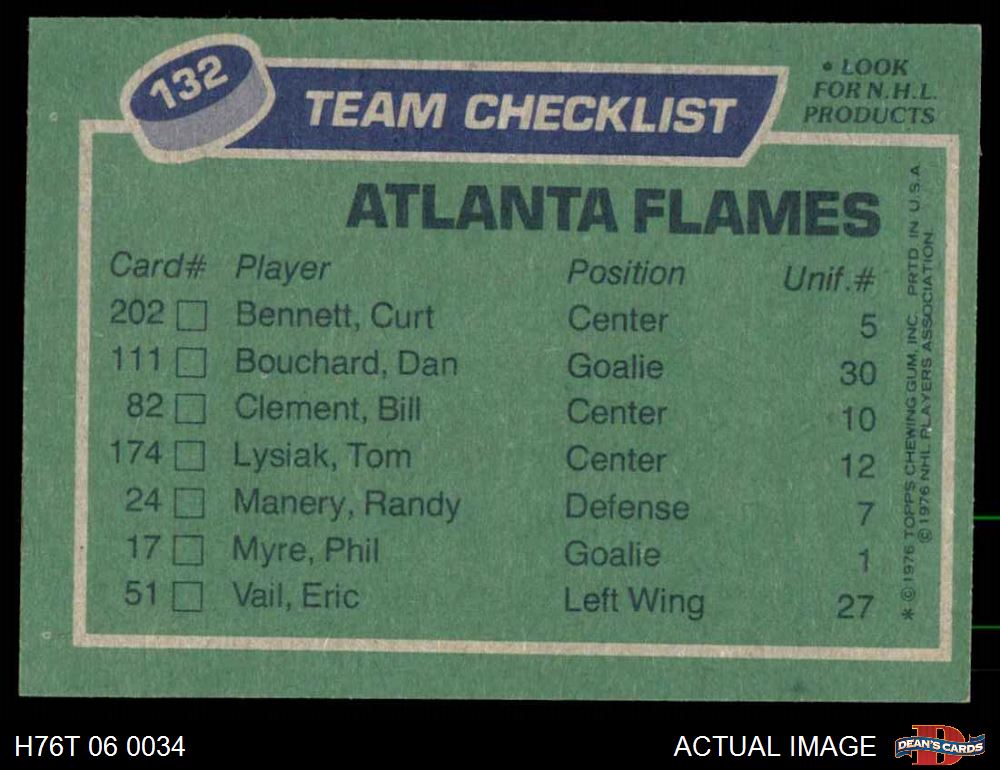 132
TEAM CHECKLIST
• LOOK
FOR N.H.L.
PRODUCTS
ATLANTA FLAMES
Card# Player Position Unif.#
202 Bennett, Curt Center 5
111 Bouchard, Dan Goalie 30
82 Clement, Bill Center 10
174 Lysiak, Tom Center 12
24 Manery, Randy Defense 7
17 Myre, Phil Goalie 1
51 Vail, Eric Left Wing 27
* © 1976 TOPPS CHEWING GUM, INC. PRTD. IN U.S.A
© 1976 NHL PLAYERS ASSOCIATION.
H76T 06 0034
ACTUAL IMAGE
D
DEAN'S CARDS